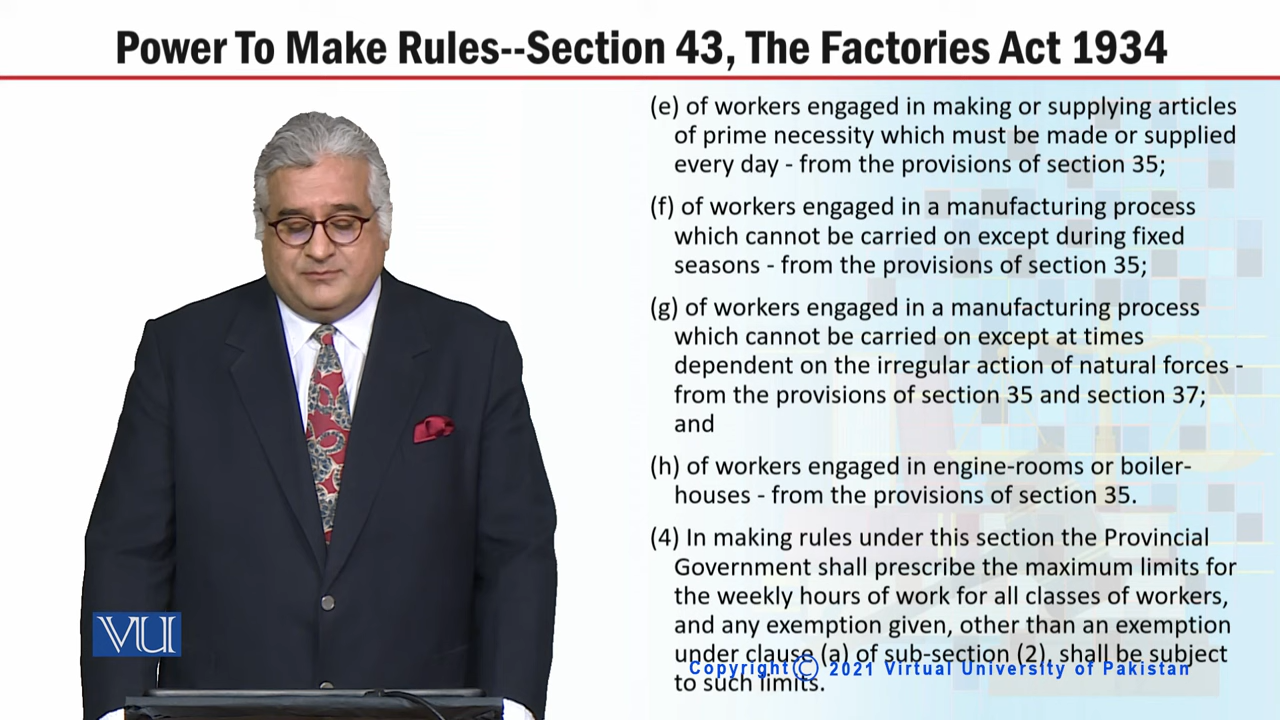 Power To Make Rules--Section 43, The Factories Act 1934
(e) of workers engaged in making or supplying articles
of prime necessity which must be made or supplied
every day - from the provisions of section 35;
(f) of workers engaged in a manufacturing process
which cannot be carried on except during fixed
seasons - from the provisions of section 35;
(g) of workers engaged in a manufacturing process
which cannot be carried on except at times
dependent on the irregular action of natural forces -
from the provisions of section 35 and section 37;
and
(h) of workers engaged in engine-rooms or boiler-
houses - from the provisions of section 35.
(4) In making rules under this section the Provincial
Government shall prescribe the maximum limits for
the weekly hours of work for all classes of workers,
and any exemption given, other than an exemption
under clause (a) of sub-section (2), shall be subject
to such limits.
Copyright © 2021 Virtual University of Pakistan
VU